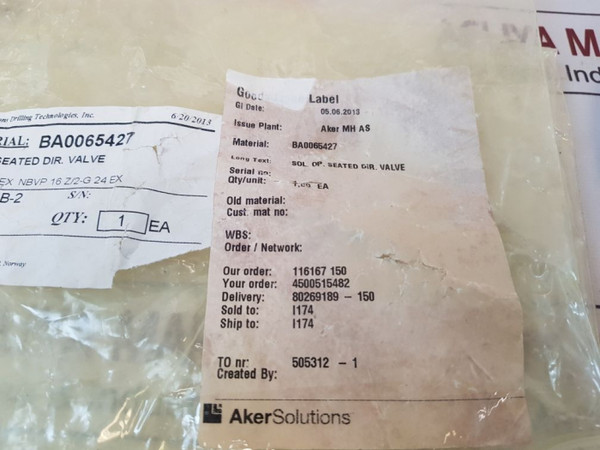 Drilling Technologies, Inc.
6/20/2013
BA0065427
SEATED DIR. VALVE
EX NBVP 16 Z/2-G 24 EX
B-2 S/N:
QTY: 1 EA
Norway
Label
GI Date: 05.06.2013
Issue Plant: Aker MH AS
Material: BA0065427
Long Text: SOL. OP. SEATED DIR. VALVE
Serial no:
Qty/unit: 1,00 EA
Old material:
Cust. mat no:
WBS:
Order / Network:
Our order: 116167 150
Your order: 4500515482
Delivery: 80269189 - 150
Sold to: I174
Ship to: I174
TO nr: 505312 - 1
Created By:
AkerSolutions
A M
Ind